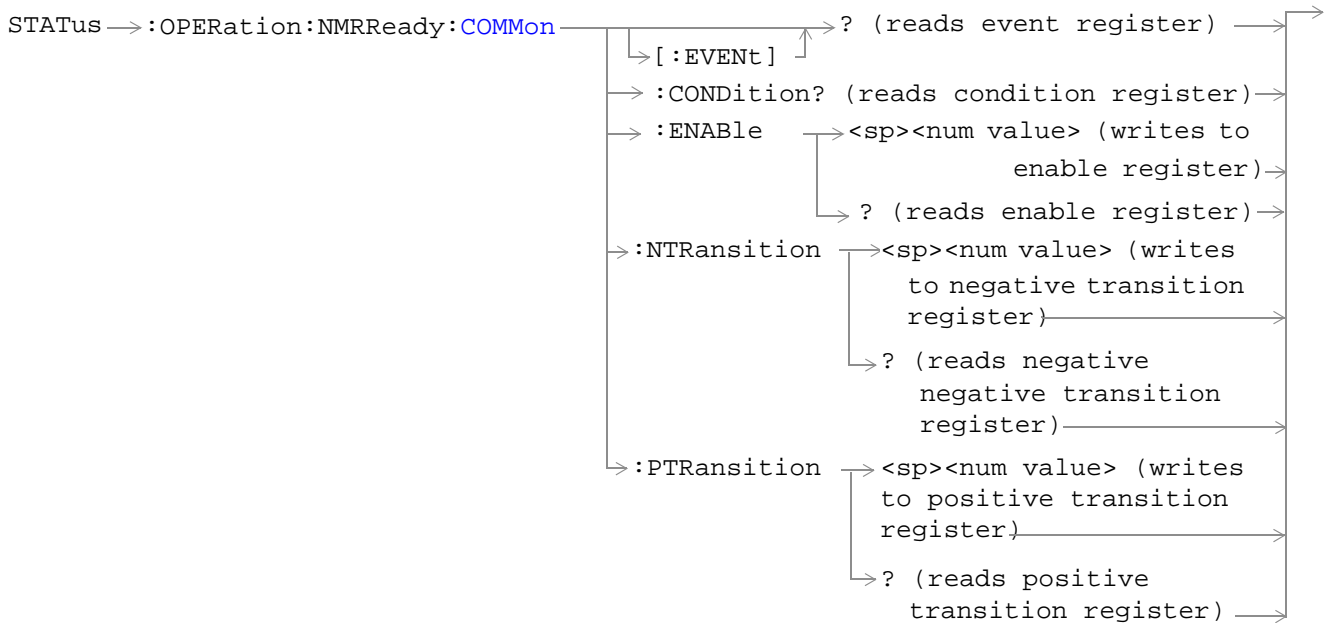 STATus :OPERation:NMRReady:COMMon ? (reads event register)
[:EVENt]
:CONDition? (reads condition register)
:ENABle <sp><num value> (writes to
enable register)
? (reads enable register)
:NTRansition <sp><num value> (writes
to negative transition
register)
? (reads negative
negative transition
register)
:PTRansition <sp><num value> (writes
to positive transition
register)
? (reads positive
transition register)